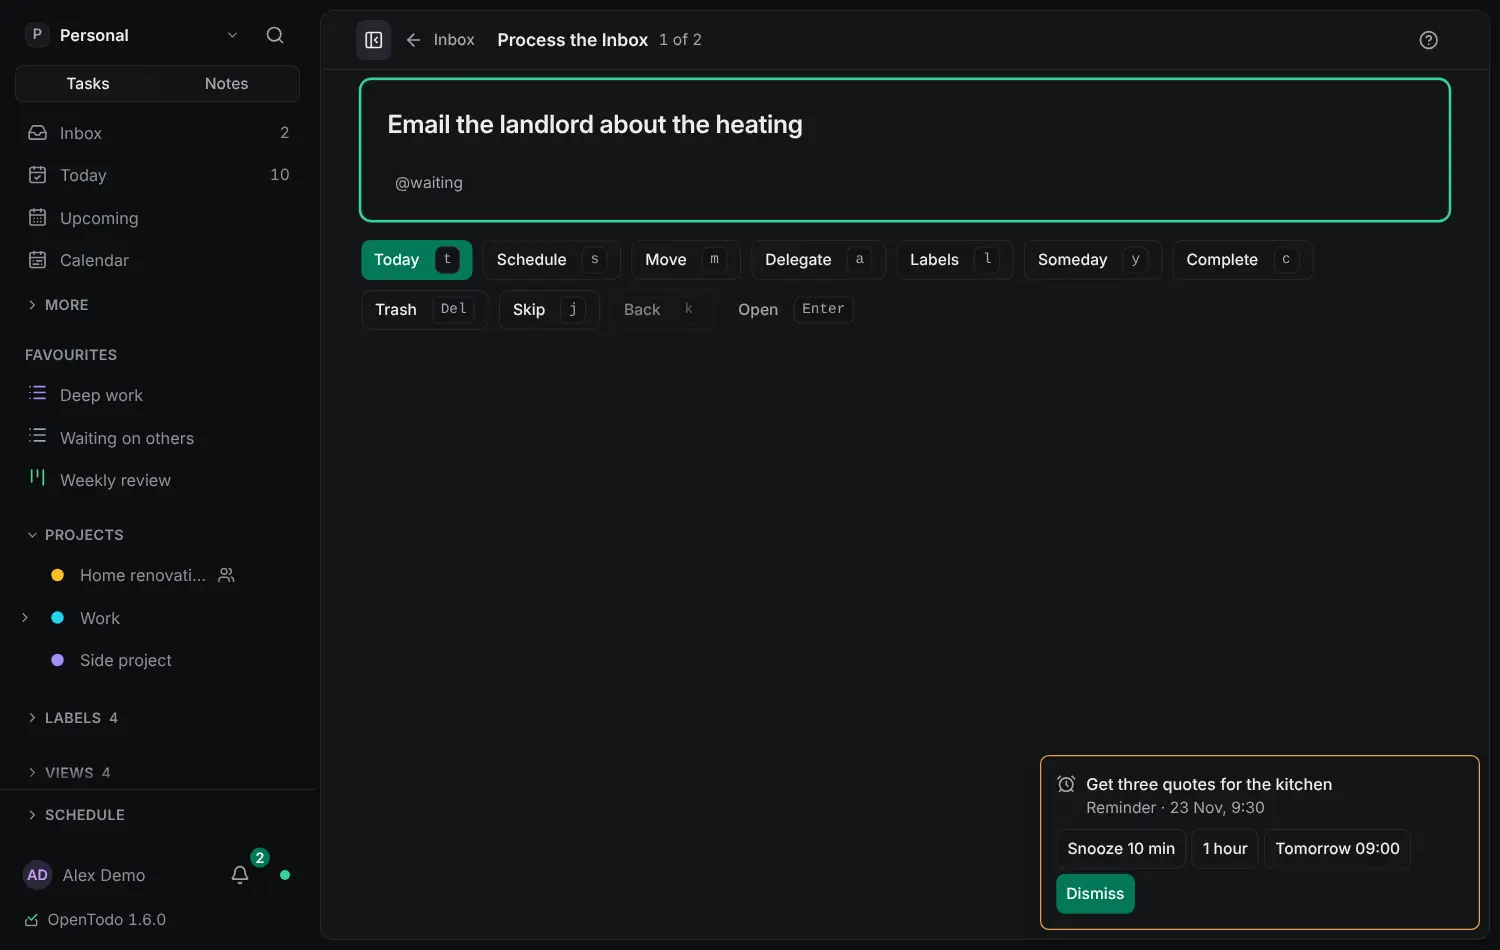 P Personal
Tasks Notes
Inbox 2
Today 10
Upcoming
Calendar
MORE
FAVOURITES
Deep work
Waiting on others
Weekly review
PROJECTS
Home renovati...
Work
Side project
LABELS 4
VIEWS 4
SCHEDULE
AD Alex Demo 2
OpenTodo 1.6.0
Inbox Process the Inbox 1 of 2
Email the landlord about the heating
@waiting
Today t Schedule s Move m Delegate a Labels l Someday y Complete c
Trash Del Skip j Back k Open Enter
Get three quotes for the kitchen
Reminder · 23 Nov, 9:30
Snooze 10 min 1 hour Tomorrow 09:00
Dismiss